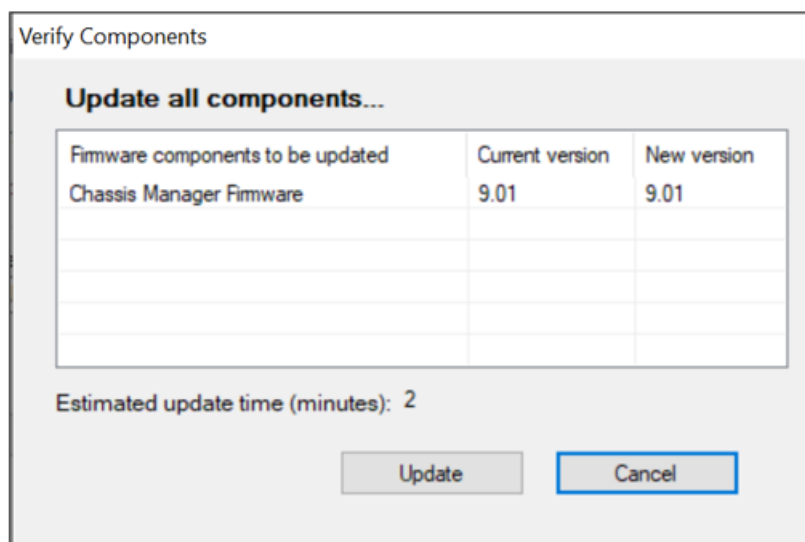 Verify Components
Update all components...
Firmware components to be updated Current version New version
Chassis Manager Firmware 9.01 9.01
Estimated update time (minutes): 2
Update Cancel